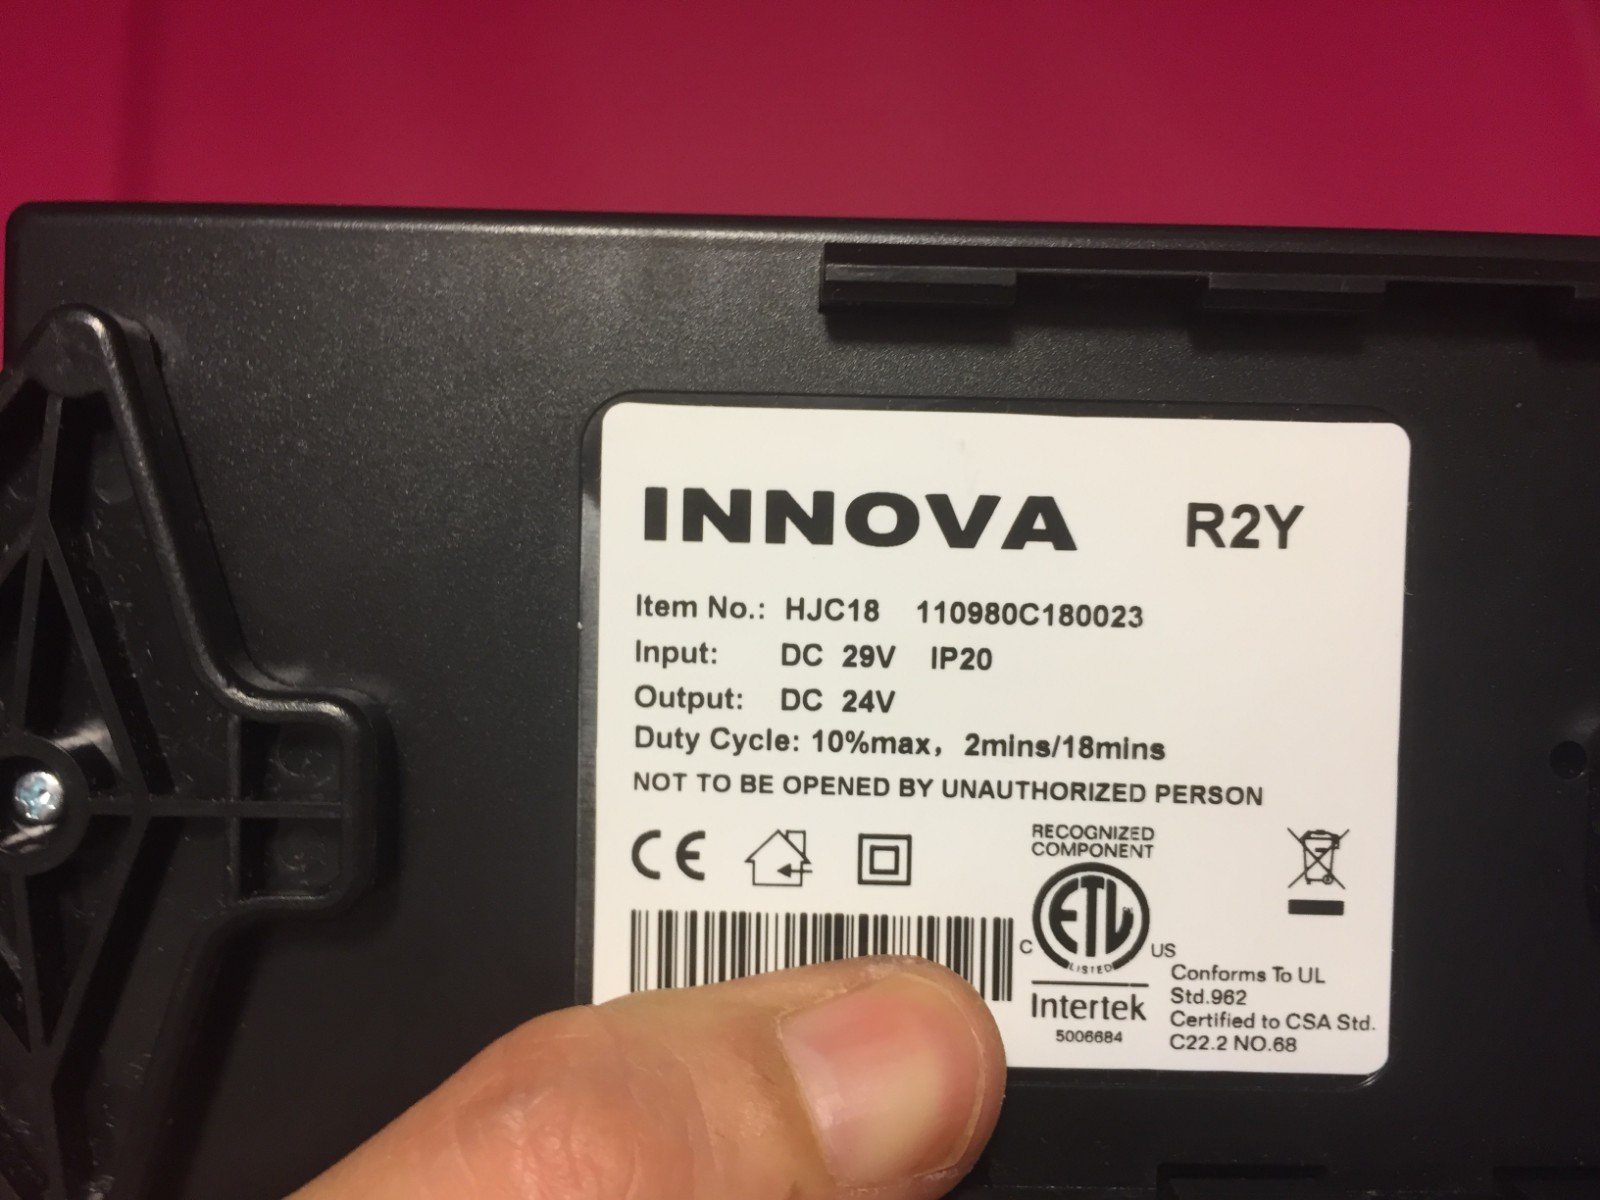 INNOVA R2Y
Item No.: HJC18 110980C180023
Input: DC 29V IP20
Output: DC 24V
Duty Cycle: 10%max, 2mins/18mins
NOT TO BE OPENED BY UNAUTHORIZED PERSON
CE
RECOGNIZED
COMPONENT
ETL
LISTED
C US
Intertek
5006684
Conforms To UL
Std.962
Certified to CSA Std.
C22.2 NO.68